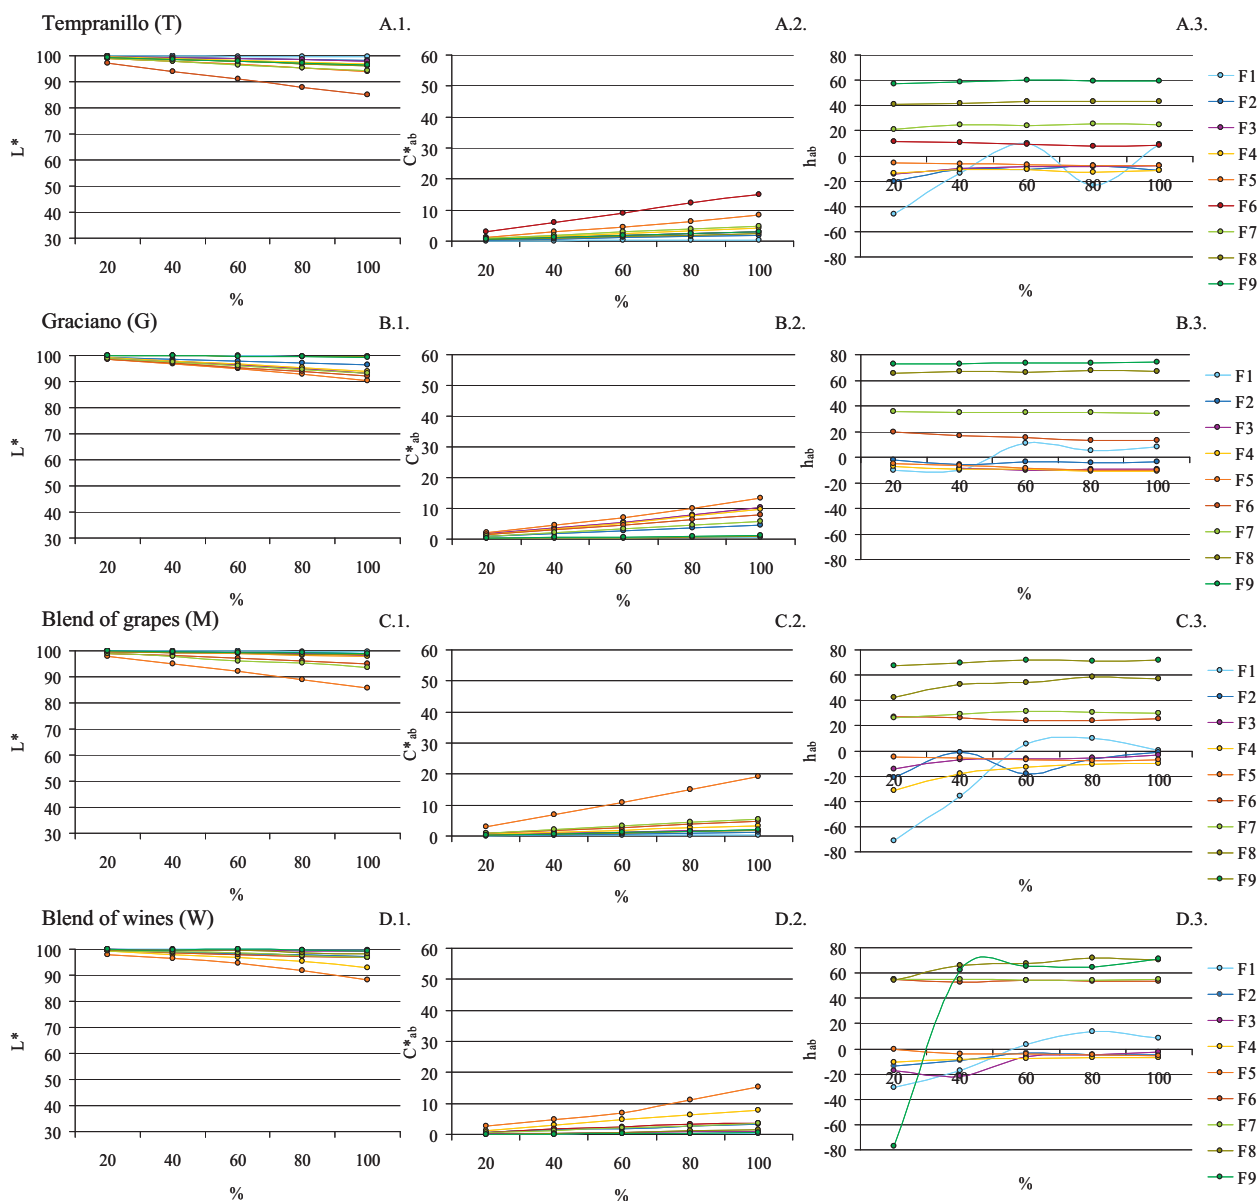 Tempranillo (T)
A.1.
A.2.
A.3.
100
90
80
70
60
50
40
30
L*
20 40 60 80 100
%
60
50
40
30
20
10
0
C*ab
20 40 60 80 100
%
80
60
40
20
0
-20
-40
-60
-80
hab
20 40 60 80 100
%
F1
F2
F3
F4
F5
F6
F7
F8
F9
Graciano (G)
B.1.
B.2.
B.3.
100
90
80
70
60
50
40
30
L*
20 40 60 80 100
%
60
50
40
30
20
10
0
C*ab
20 40 60 80 100
%
80
60
40
20
0
-20
-40
-60
-80
hab
20 40 60 80 100
%
F1
F2
F3
F4
F5
F6
F7
F8
F9
Blend of grapes (M)
C.1.
C.2.
C.3.
100
90
80
70
60
50
40
30
L*
20 40 60 80 100
%
60
50
40
30
20
10
0
C*ab
20 40 60 80 100
%
80
60
40
20
0
-20
-40
-60
-80
hab
20 40 60 80 100
%
F1
F2
F3
F4
F5
F6
F7
F8
F9
Blend of wines (W)
D.1.
D.2.
D.3.
100
90
80
70
60
50
40
30
L*
20 40 60 80 100
%
60
50
40
30
20
10
0
C*ab
20 40 60 80 100
%
80
60
40
20
0
-20
-40
-60
-80
hab
20 40 60 80 100
%
F1
F2
F3
F4
F5
F6
F7
F8
F9